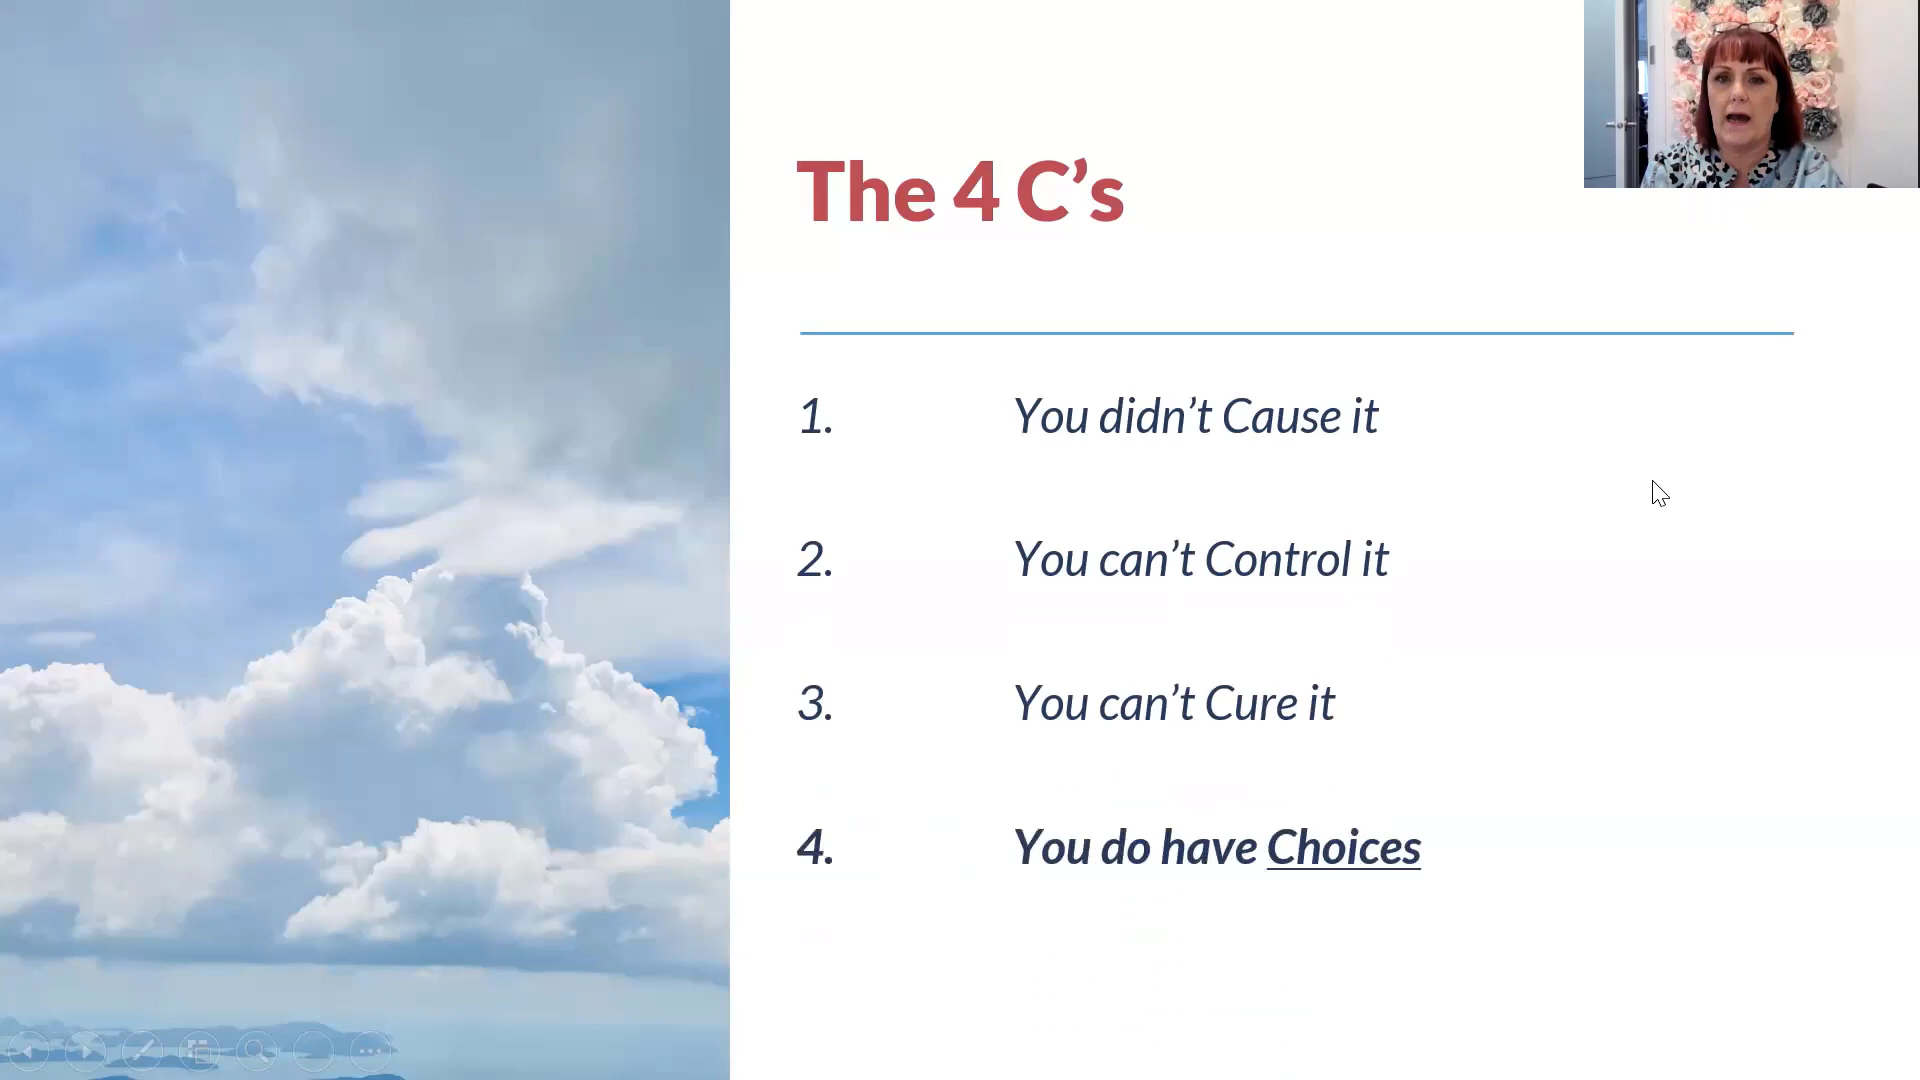 The 4 C’s
1. You didn’t Cause it
2. You can’t Control it
3. You can’t Cure it
4. You do have Choices